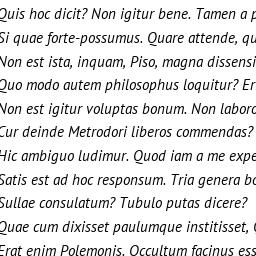 Quis hoc dicit? Non igitur bene. Tamen a
Si quae forte-possumus. Quare attende,
Non est ista, inquam, Piso, magna dissensi
Quo modo autem philosophus loquitur? Er
Non est igitur voluptas bonum. Non laboro
Cur deinde Metrodori liberos commendas?
Hic ambiguo ludimur. Quod iam a me expe
Satis est ad hoc responsum. Tria genera bo
Sullae consulatum? Tubulo putas dicere?
Quae cum dixisset paulumque institisset,
Erat enim Polemonis. Occultum facinus ess